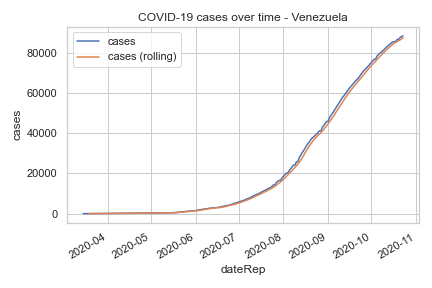 COVID-19 cases over time - Venezuela
cases
cases (rolling)
80000
60000
40000
20000
0
cases
2020-04
2020-05
2020-06
2020-07
2020-08
2020-09
2020-10
2020-11
dateRep